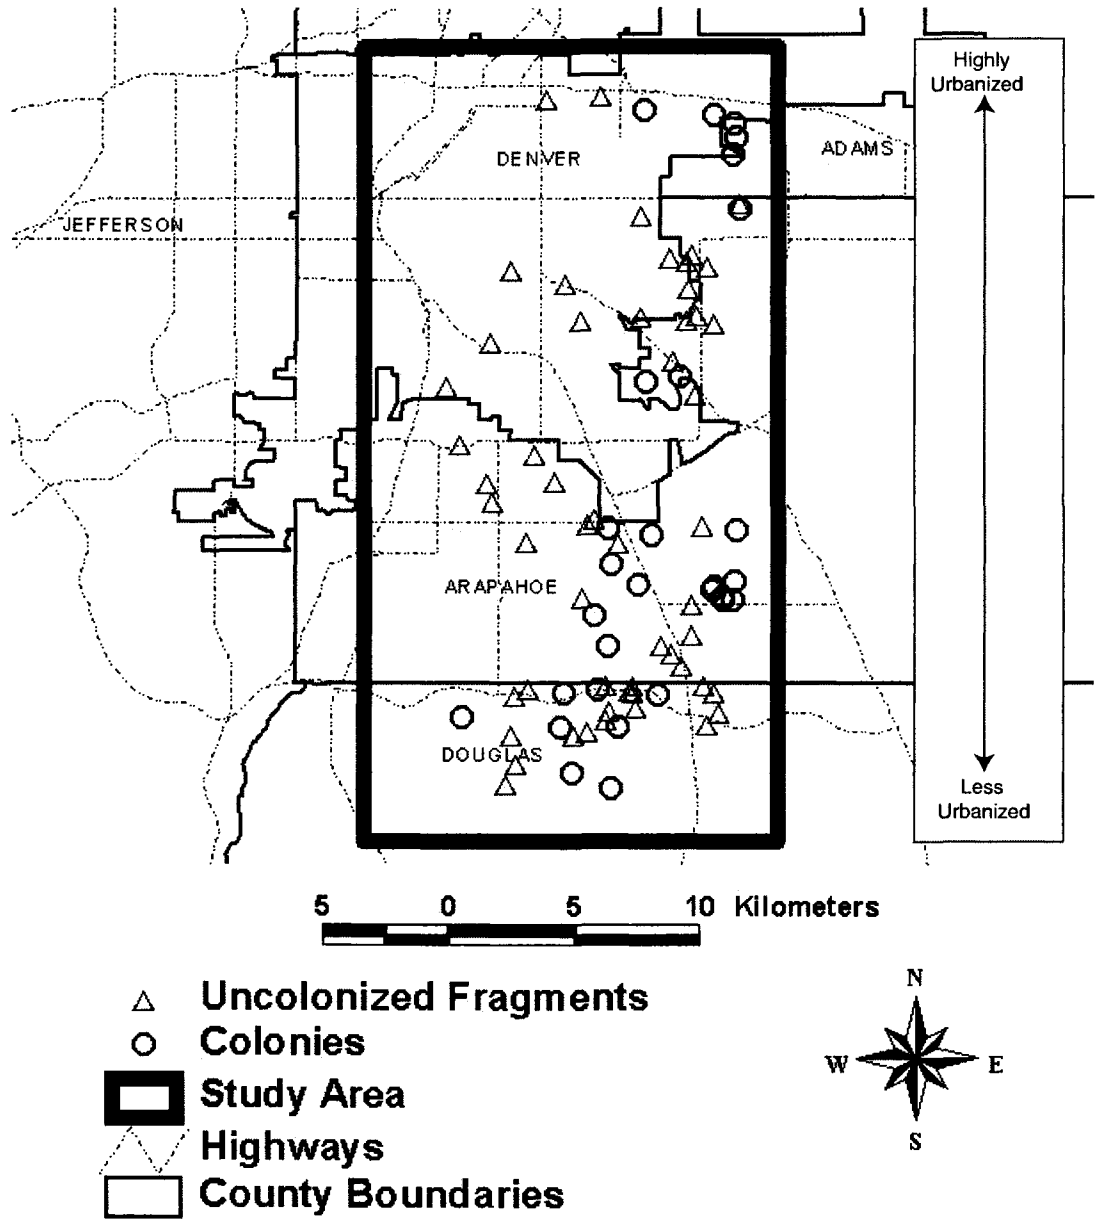 Highly
Urbanized
DENVER
ADAMS
JEFFERSON
ARAPAHOE
DOUGLAS
Less
Urbanized
5 0 5 10 Kilometers
Uncolonized Fragments
Colonies
Study Area
Highways
County Boundaries
N
W E
S